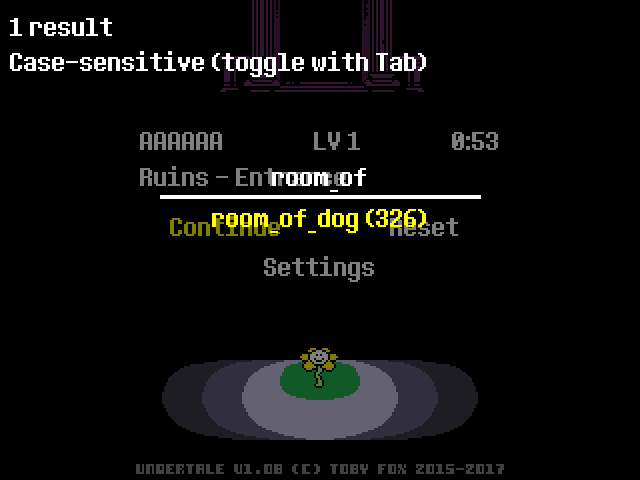 1 result
Case-sensitive (toggle with Tab)
AAAAAA LV 1 0:53
Ruins - Entrance
room_of
room_of_dog (326)
Continue Reset
Settings
UNDERTALE V1.08 (C) TOBY FOX 2015-2017